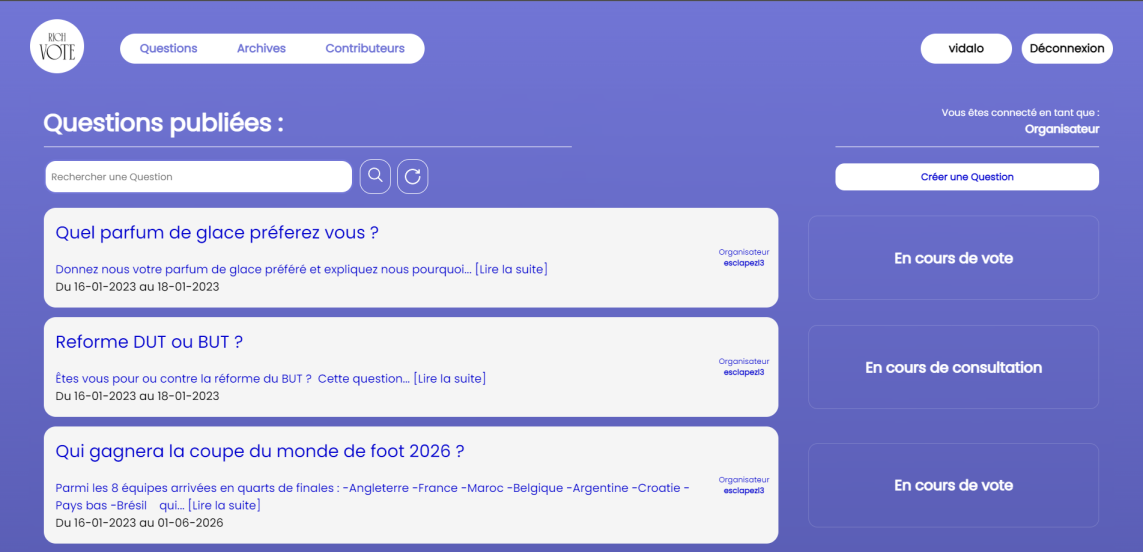 RICH
VOTE
Questions Archives Contributeurs
vidalo Déconnexion
Questions publiées :
Vous êtes connecté en tant que :
Organisateur
Rechercher une Question
Créer une Question
Quel parfum de glace préferez vous ?
Donnez nous votre parfum de glace préféré et expliquez nous pourquoi... [Lire la suite]
Du 16-01-2023 au 18-01-2023
Organisateur
esclapezl3
En cours de vote
Reforme DUT ou BUT ?
Êtes vous pour ou contre la réforme du BUT ? Cette question... [Lire la suite]
Du 16-01-2023 au 18-01-2023
Organisateur
esclapezl3
En cours de consultation
Qui gagnera la coupe du monde de foot 2026 ?
Parmi les 8 équipes arrivées en quarts de finales : -Angleterre -France -Maroc -Belgique -Argentine -Croatie -
Pays bas -Brésil qui... [Lire la suite]
Du 16-01-2023 au 01-06-2026
Organisateur
esclapezl3
En cours de vote